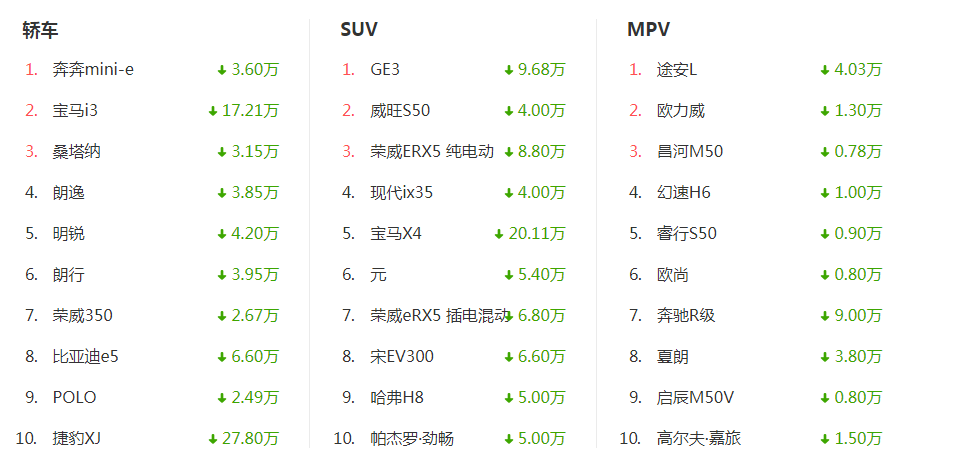 轿车
1. 奔奔mini-e 3.60万
2. 宝马i3 17.21万
3. 桑塔纳 3.15万
4. 朗逸 3.85万
5. 明锐 4.20万
6. 朗行 3.95万
7. 荣威350 2.67万
8. 比亚迪e5 6.60万
9. POLO 2.49万
10. 捷豹XJ 27.80万
SUV
1. GE3 9.68万
2. 威旺S50 4.00万
3. 荣威ERX5 纯电动 8.80万
4. 现代ix35 4.00万
5. 宝马X4 20.11万
6. 元 5.40万
7. 荣威eRX5 插电混动 6.80万
8. 宋EV300 6.60万
9. 哈弗H8 5.00万
10. 帕杰罗·劲畅 5.00万
MPV
1. 途安L 4.03万
2. 欧力威 1.30万
3. 昌河M50 0.78万
4. 幻速H6 1.00万
5. 睿行S50 0.90万
6. 欧尚 0.80万
7. 奔驰R级 9.00万
8. 夏朗 3.80万
9. 启辰M50V 0.80万
10. 高尔夫·嘉旅 1.50万